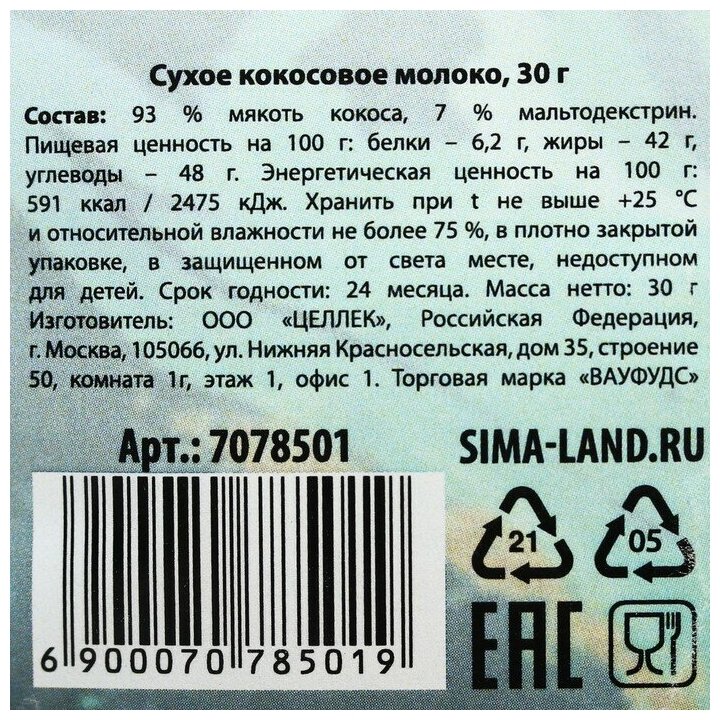 Сухое кокосовое молоко, 30 г
Состав: 93 % мякоть кокоса, 7 % мальтодекстрин.
Пищевая ценность на 100 г: белки – 6,2 г, жиры – 42 г,
углеводы – 48 г. Энергетическая ценность на 100 г:
591 ккал / 2475 кДж. Хранить при t не выше +25 °C
и относительной влажности не более 75 %, в плотно закрытой
упаковке, в защищенном от света месте, недоступном
для детей. Срок годности: 24 месяца. Масса нетто: 30 г
Изготовитель: ООО «ЦЕЛЛЕК», Российская Федерация,
г. Москва, 105066, ул. Нижняя Красносельская, дом 35, строение
50, комната 1г, этаж 1, офис 1. Торговая марка «ВАУФУДС»
Арт.: 7078501 SIMA-LAND.RU
21 05
6 900070 785019
EAC